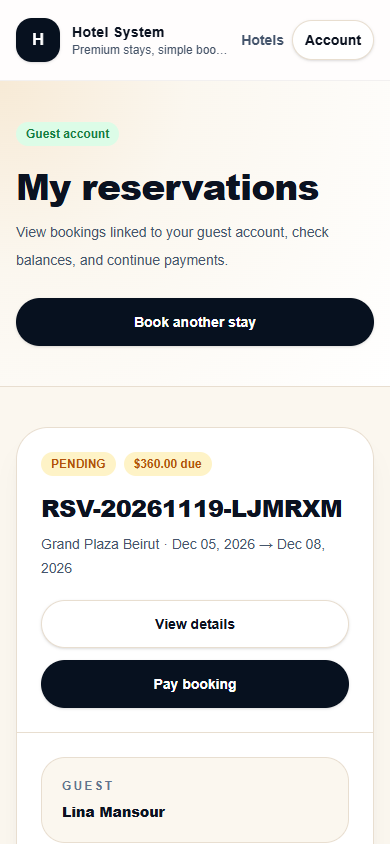 H
Hotel System
Premium stays, simple boo...
Hotels
Account
Guest account
My reservations
View bookings linked to your guest account, check
balances, and continue payments.
Book another stay
PENDING
$360.00 due
RSV-20261119-LJMRXM
Grand Plaza Beirut · Dec 05, 2026 → Dec 08,
2026
View details
Pay booking
GUEST
Lina Mansour